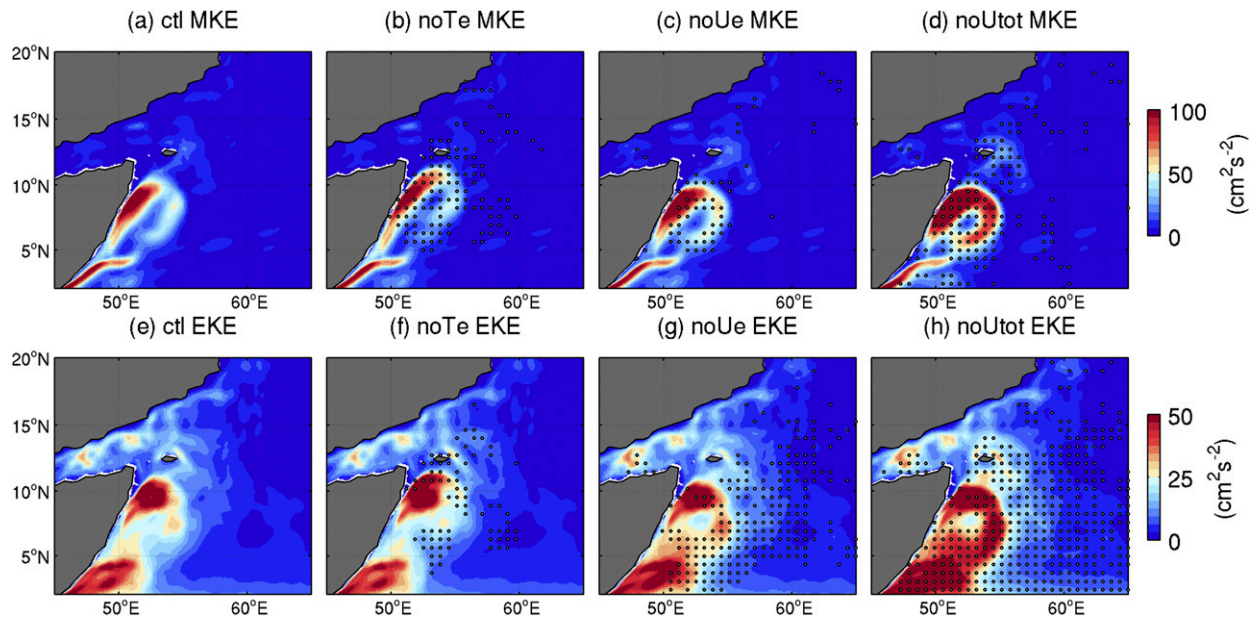 (a) ctl MKE (b) noTe MKE (c) noUe MKE (d) noUtot MKE
20°N
15°N
10°N
5°N
50°E 60°E 50°E 60°E 50°E 60°E 50°E 60°E
100
50
0
(cm²s⁻²)
(e) ctl EKE (f) noTe EKE (g) noUe EKE (h) noUtot EKE
20°N
15°N
10°N
5°N
50°E 60°E 50°E 60°E 50°E 60°E 50°E 60°E
50
25
0
(cm²s⁻²)